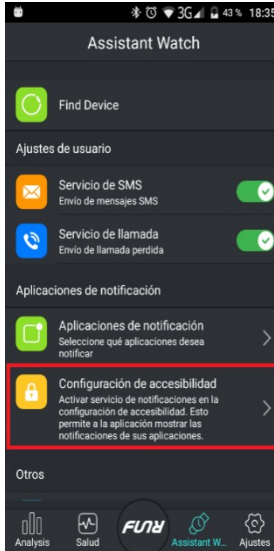 3G 43 % 18:35
Assistant Watch
Find Device
Ajustes de usuario
Servicio de SMS
Envío de mensajes SMS
Servicio de llamada
Envío de llamada perdida
Aplicaciones de notificación
Aplicaciones de notificación
Seleccione qué aplicaciones desea
notificar
Configuración de accesibilidad
Activar servicio de notificaciones en la
configuración de accesibilidad. Esto
permite a la aplicación mostrar las
notificaciones de sus aplicaciones.
Otros
Analysis Salud FUNR Assistant W... Ajustes